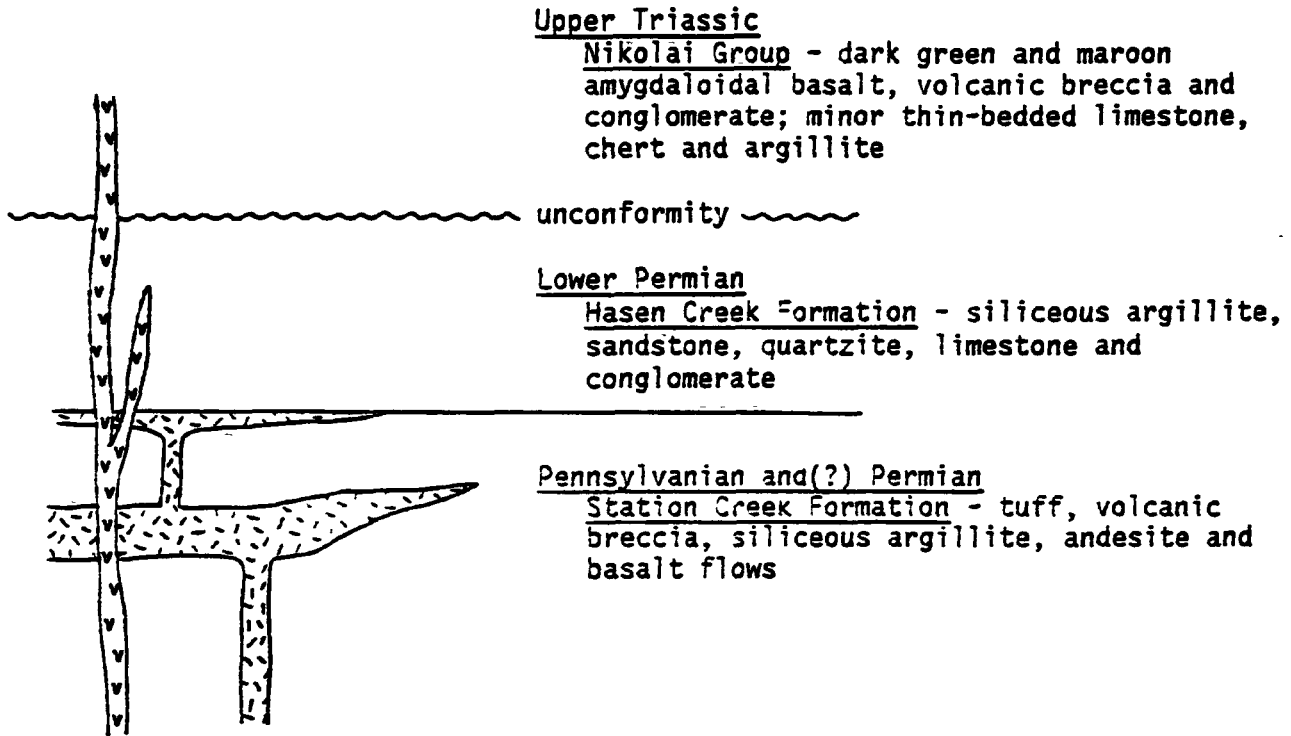 Upper Triassic
Nikolai Group - dark green and maroon
amygdaloidal basalt, volcanic breccia and
conglomerate; minor thin-bedded limestone,
chert and argillite
unconformity
Lower Permian
Hasen Creek Formation - siliceous argillite,
sandstone, quartzite, limestone and
conglomerate
Pennsylvanian and(?) Permian
Station Creek Formation - tuff, volcanic
breccia, siliceous argillite, andesite and
basalt flows